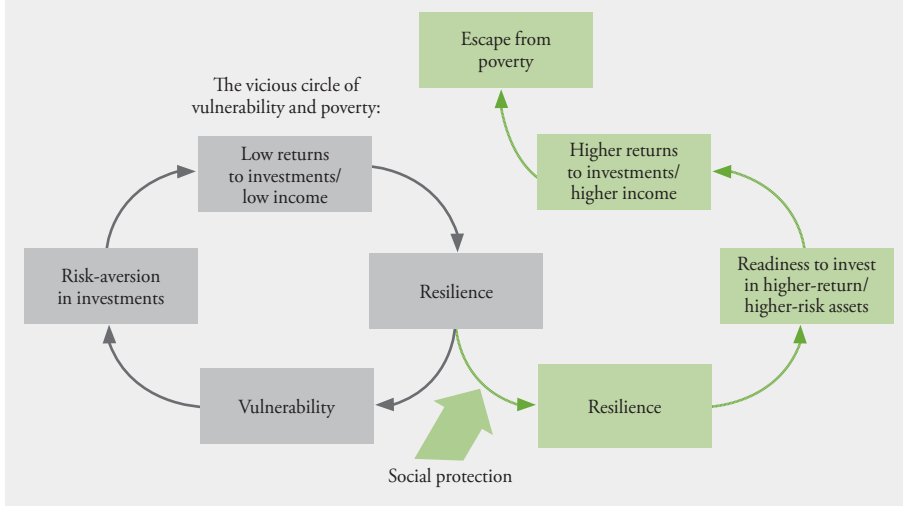 Escape from
poverty
The vicious circle of
vulnerability and poverty:
Low returns
to investments/
low income
Higher returns
to investments/
higher income
Risk-aversion
in investments
Resilience
Readiness to invest
in higher-return/
higher-risk assets
Vulnerability
Resilience
Social protection